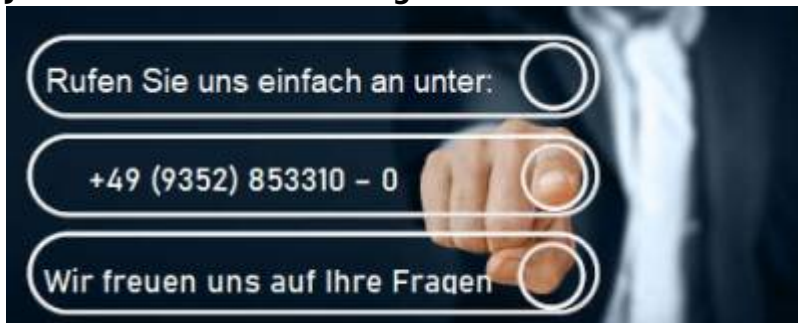 Rufen Sie uns einfach an unter:
+49 (9352) 853310 – 0
Wir freuen uns auf Ihre Fragen